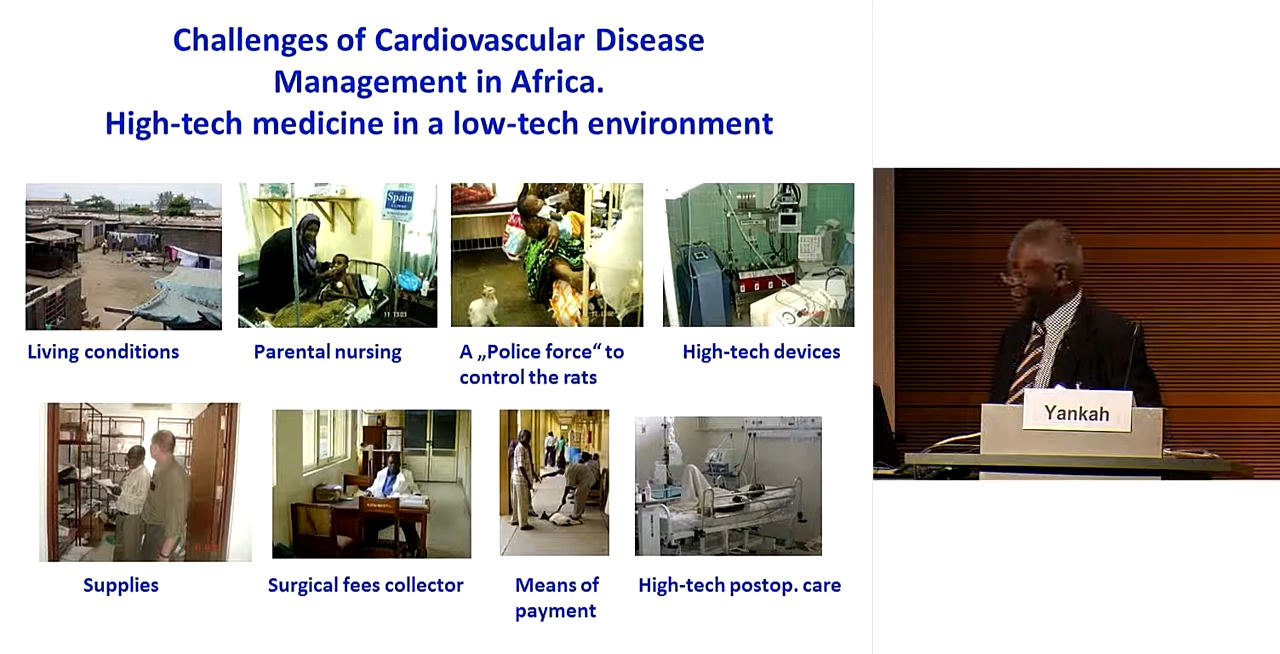 Challenges of Cardiovascular Disease
Management in Africa.
High-tech medicine in a low-tech environment
Spain
Living conditions
Parental nursing
A „Police force“ to
control the rats
High-tech devices
Yankah
Supplies
Surgical fees collector
Means of
payment
High-tech postop. care